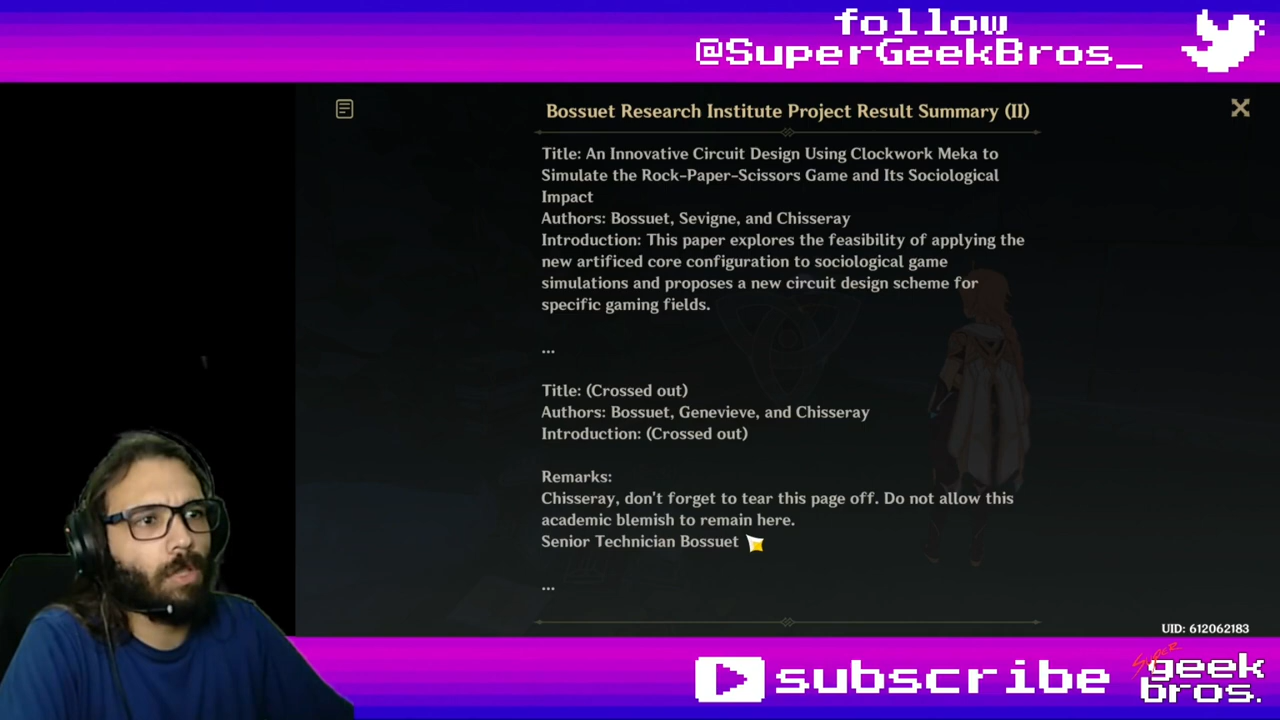 follow
@SuperGeekBros_
Bossuet Research Institute Project Result Summary (II)
Title: An Innovative Circuit Design Using Clockwork Meka to
Simulate the Rock-Paper-Scissors Game and Its Sociological
Impact
Authors: Bossuet, Sevigne, and Chisseray
Introduction: This paper explores the feasibility of applying the
new artificed core configuration to sociological game
simulations and proposes a new circuit design scheme for
specific gaming fields.
...
Title: (Crossed out)
Authors: Bossuet, Genevieve, and Chisseray
Introduction: (Crossed out)
Remarks:
Chisseray, don't forget to tear this page off. Do not allow this
academic blemish to remain here.
Senior Technician Bossuet
...
UID: 612062183
subscribe
Super
geek
bros.